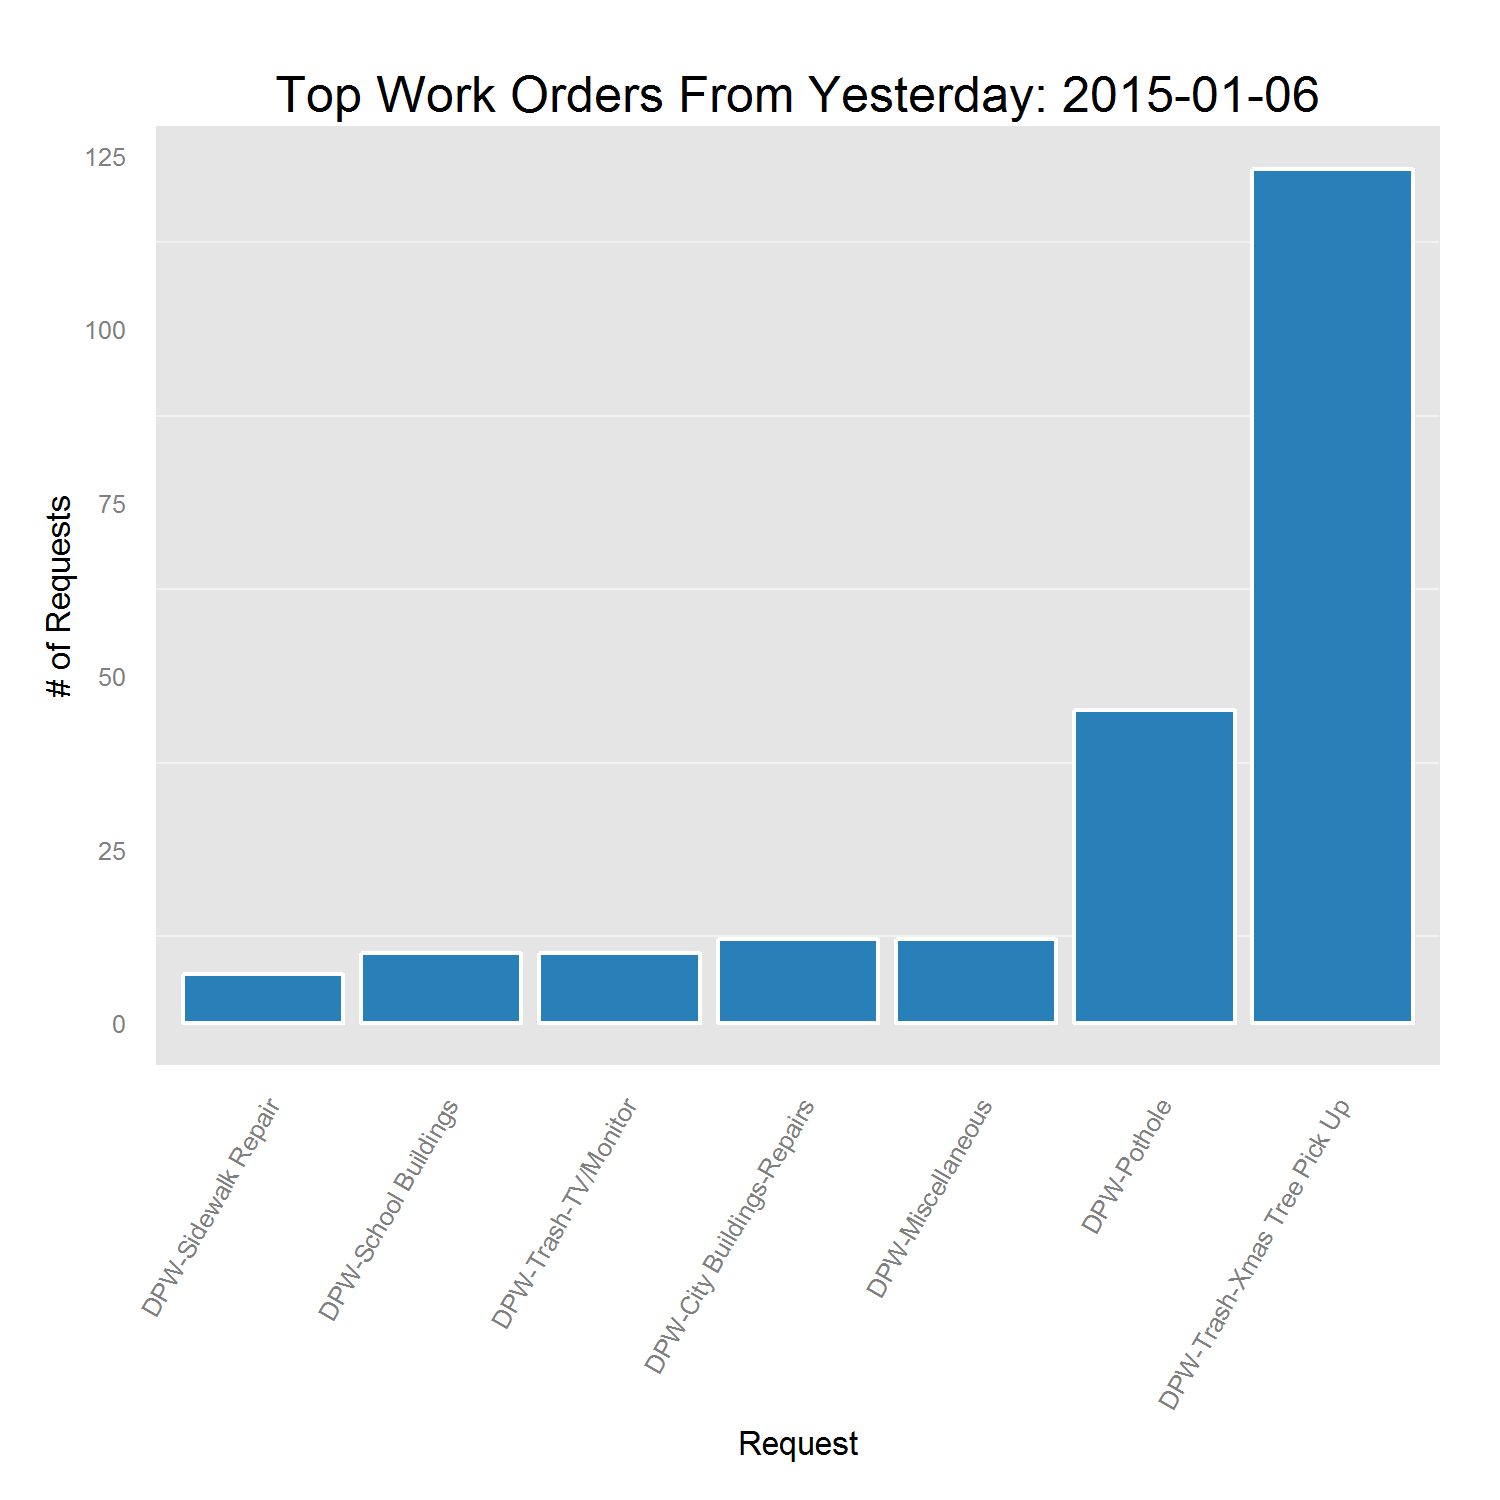 Top Work Orders From Yesterday: 2015-01-06
125
100
75
50
25
0
# of Requests
DPW-Sidewalk Repair
DPW-School Buildings
DPW-Trash-TV/Monitor
DPW-City Buildings-Repairs
DPW-Miscellaneous
DPW-Pothole
DPW-Trash-Xmas Tree Pick Up
Request